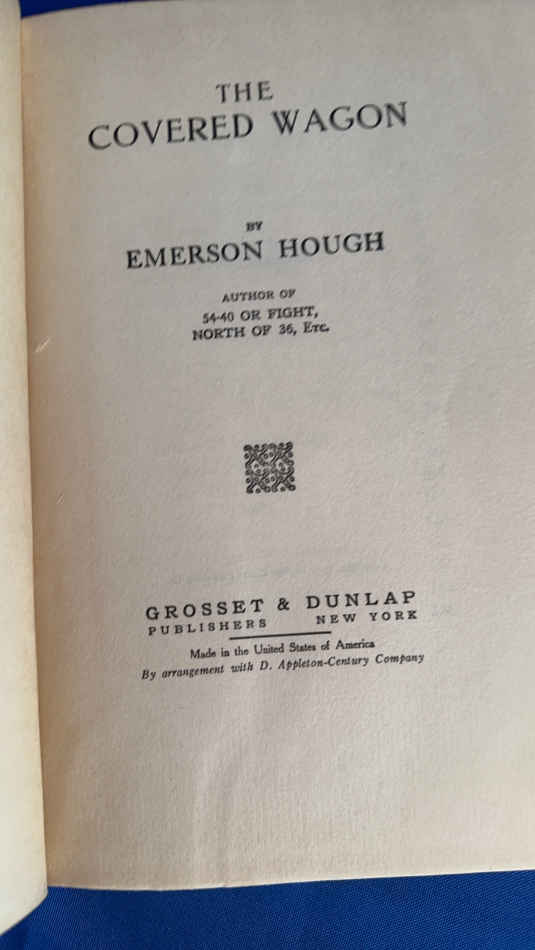 THE
COVERED WAGON
BY
EMERSON HOUGH
AUTHOR OF
54-40 OR FIGHT,
NORTH OF 36, ETC.
GROSSET & DUNLAP
PUBLISHERS NEW YORK
Made in the United States of America
By arrangement with D. Appleton-Century Company